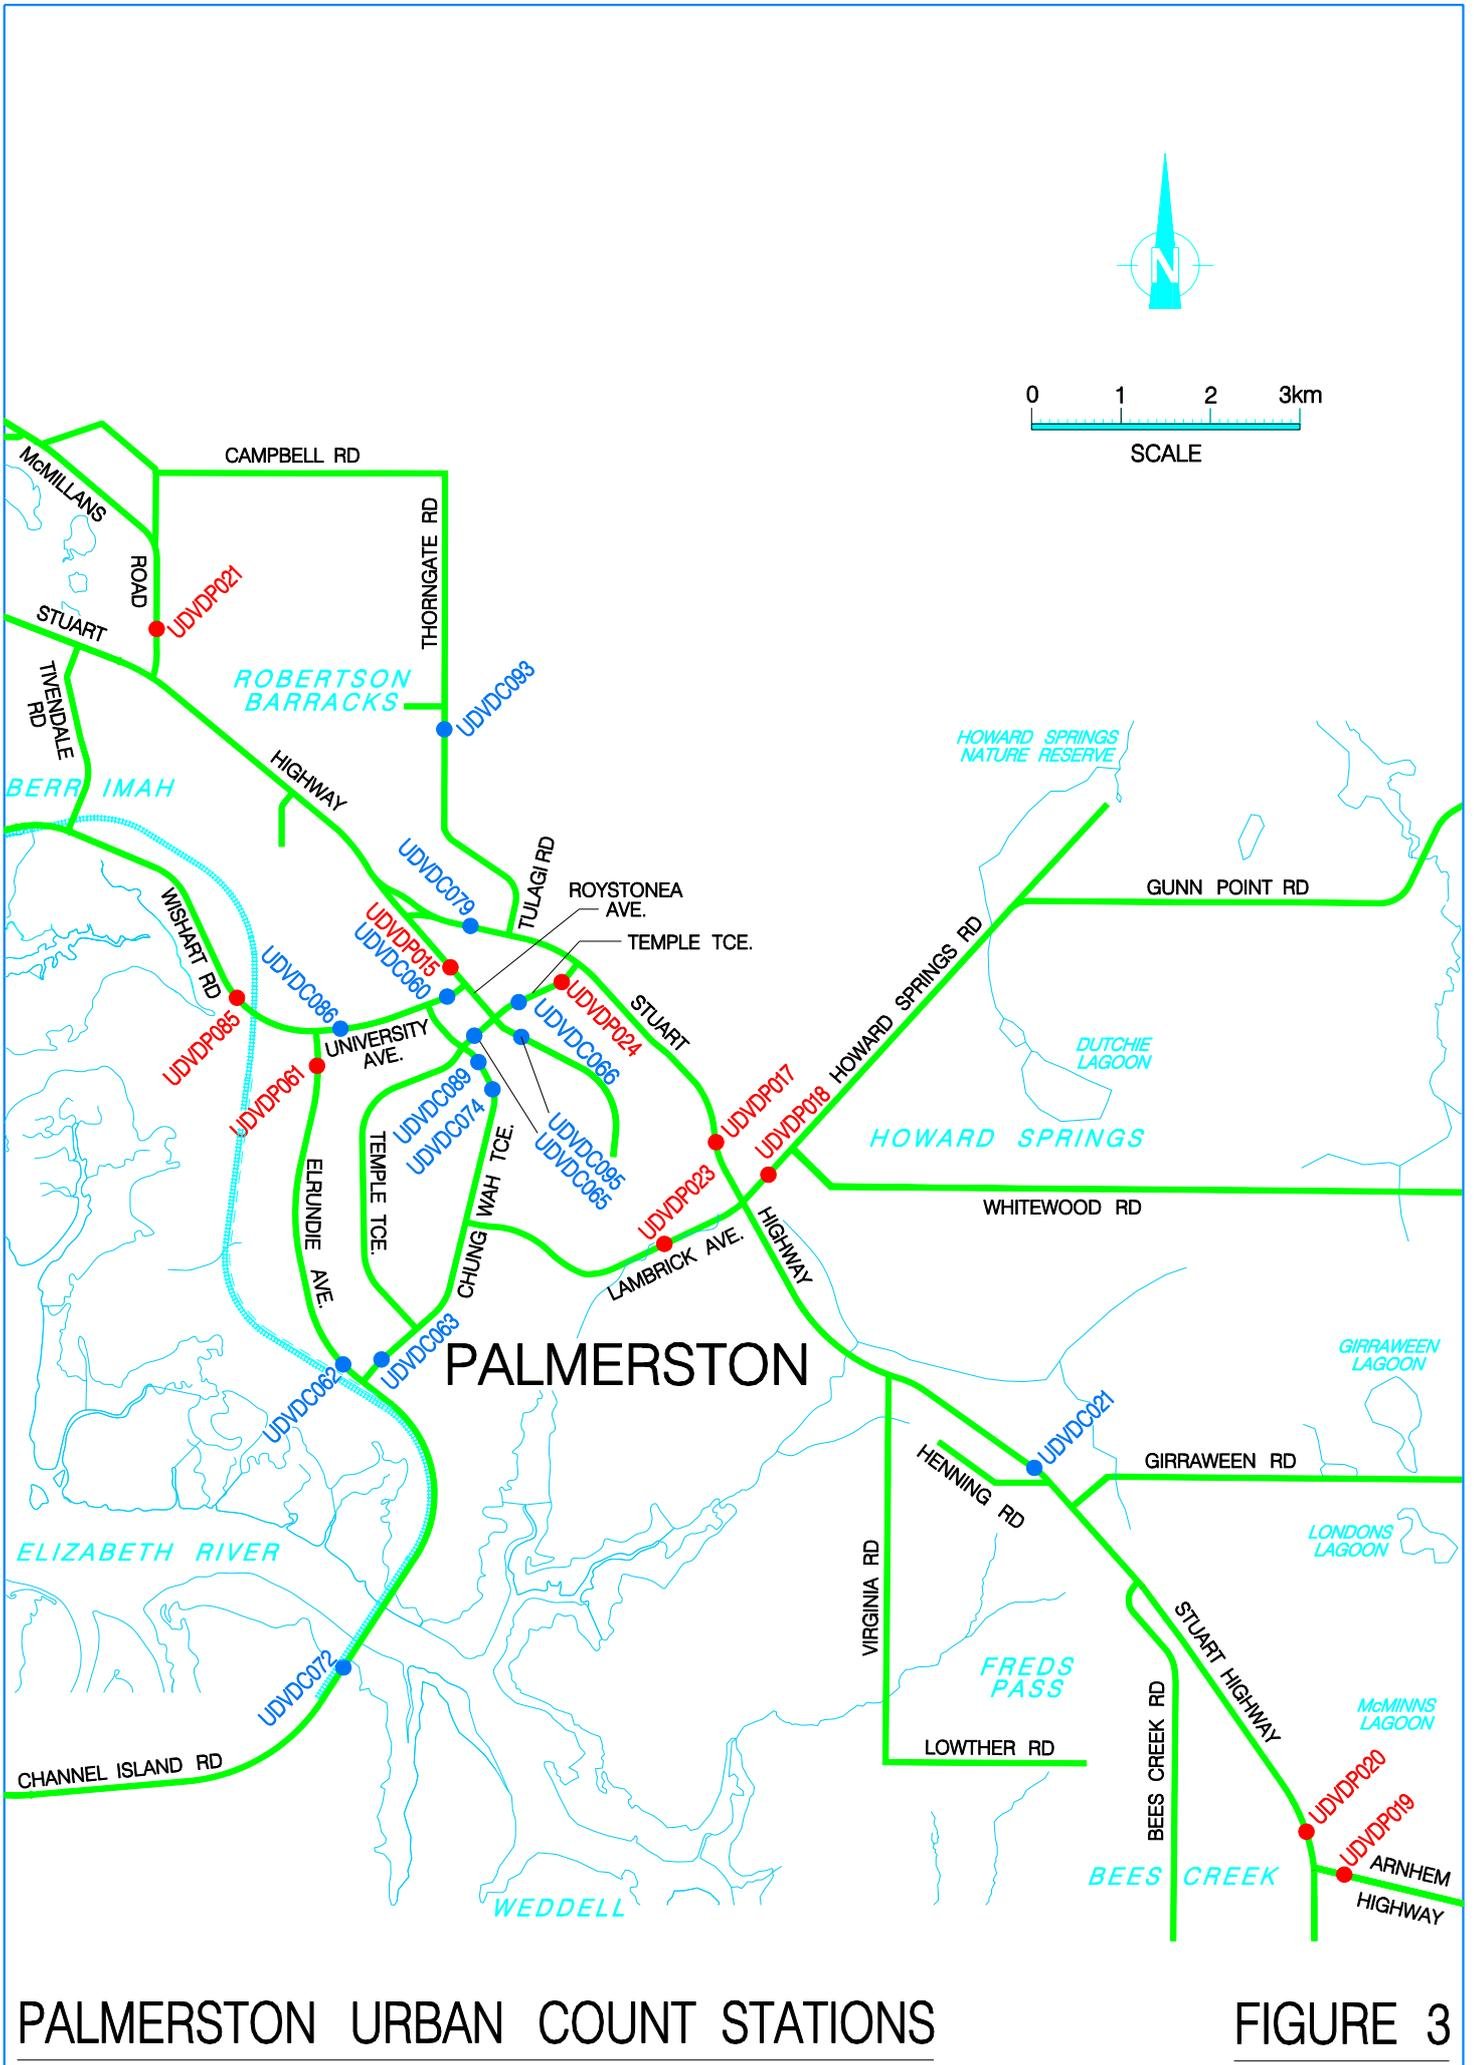 N
0 1 2 3km
SCALE
CAMPBELL RD
McMILLANS
ROAD
THORNGATE RD
UDVDP021
STUART
TIVENDALE
RD
ROBERTSON
BARRACKS
UDVDC093
HOWARD SPRINGS
NATURE RESERVE
HIGHWAY
BERRIMAH
UDVDC079
TULAGI RD
ROYSTONEA
AVE.
GUNN POINT RD
WISHART RD
UDVDP015
UDVDC060
TEMPLE TCE.
HOWARD SPRINGS RD
UDVDC086
STUART
UDVDP024
UDVDC066
UNIVERSITY
AVE.
UDVDP085
UDVDP061
DUTCHIE
LAGOON
UDVDC089
UDVDC074
UDVDP017
UDVDP018
UDVDC095
UDVDC065
HOWARD SPRINGS
ELRUNDIE AVE.
TEMPLE TCE.
CHUNG WAH TCE.
UDVDP023
WHITEWOOD RD
LAMBRICK AVE.
HIGHWAY
UDVDC063
PALMERSTON
GIRRAWEEN
LAGOON
UDVDC062
UDVDC021
HENNING RD
GIRRAWEEN RD
ELIZABETH RIVER
LONDONS
LAGOON
VIRGINIA RD
STUART HIGHWAY
FREDS
PASS
UDVDC072
BEES CREEK RD
McMINNS
LAGOON
LOWTHER RD
CHANNEL ISLAND RD
UDVDP020
UDVDP019
ARNHEM
HIGHWAY
BEES CREEK
WEDDELL
PALMERSTON URBAN COUNT STATIONS
FIGURE 3